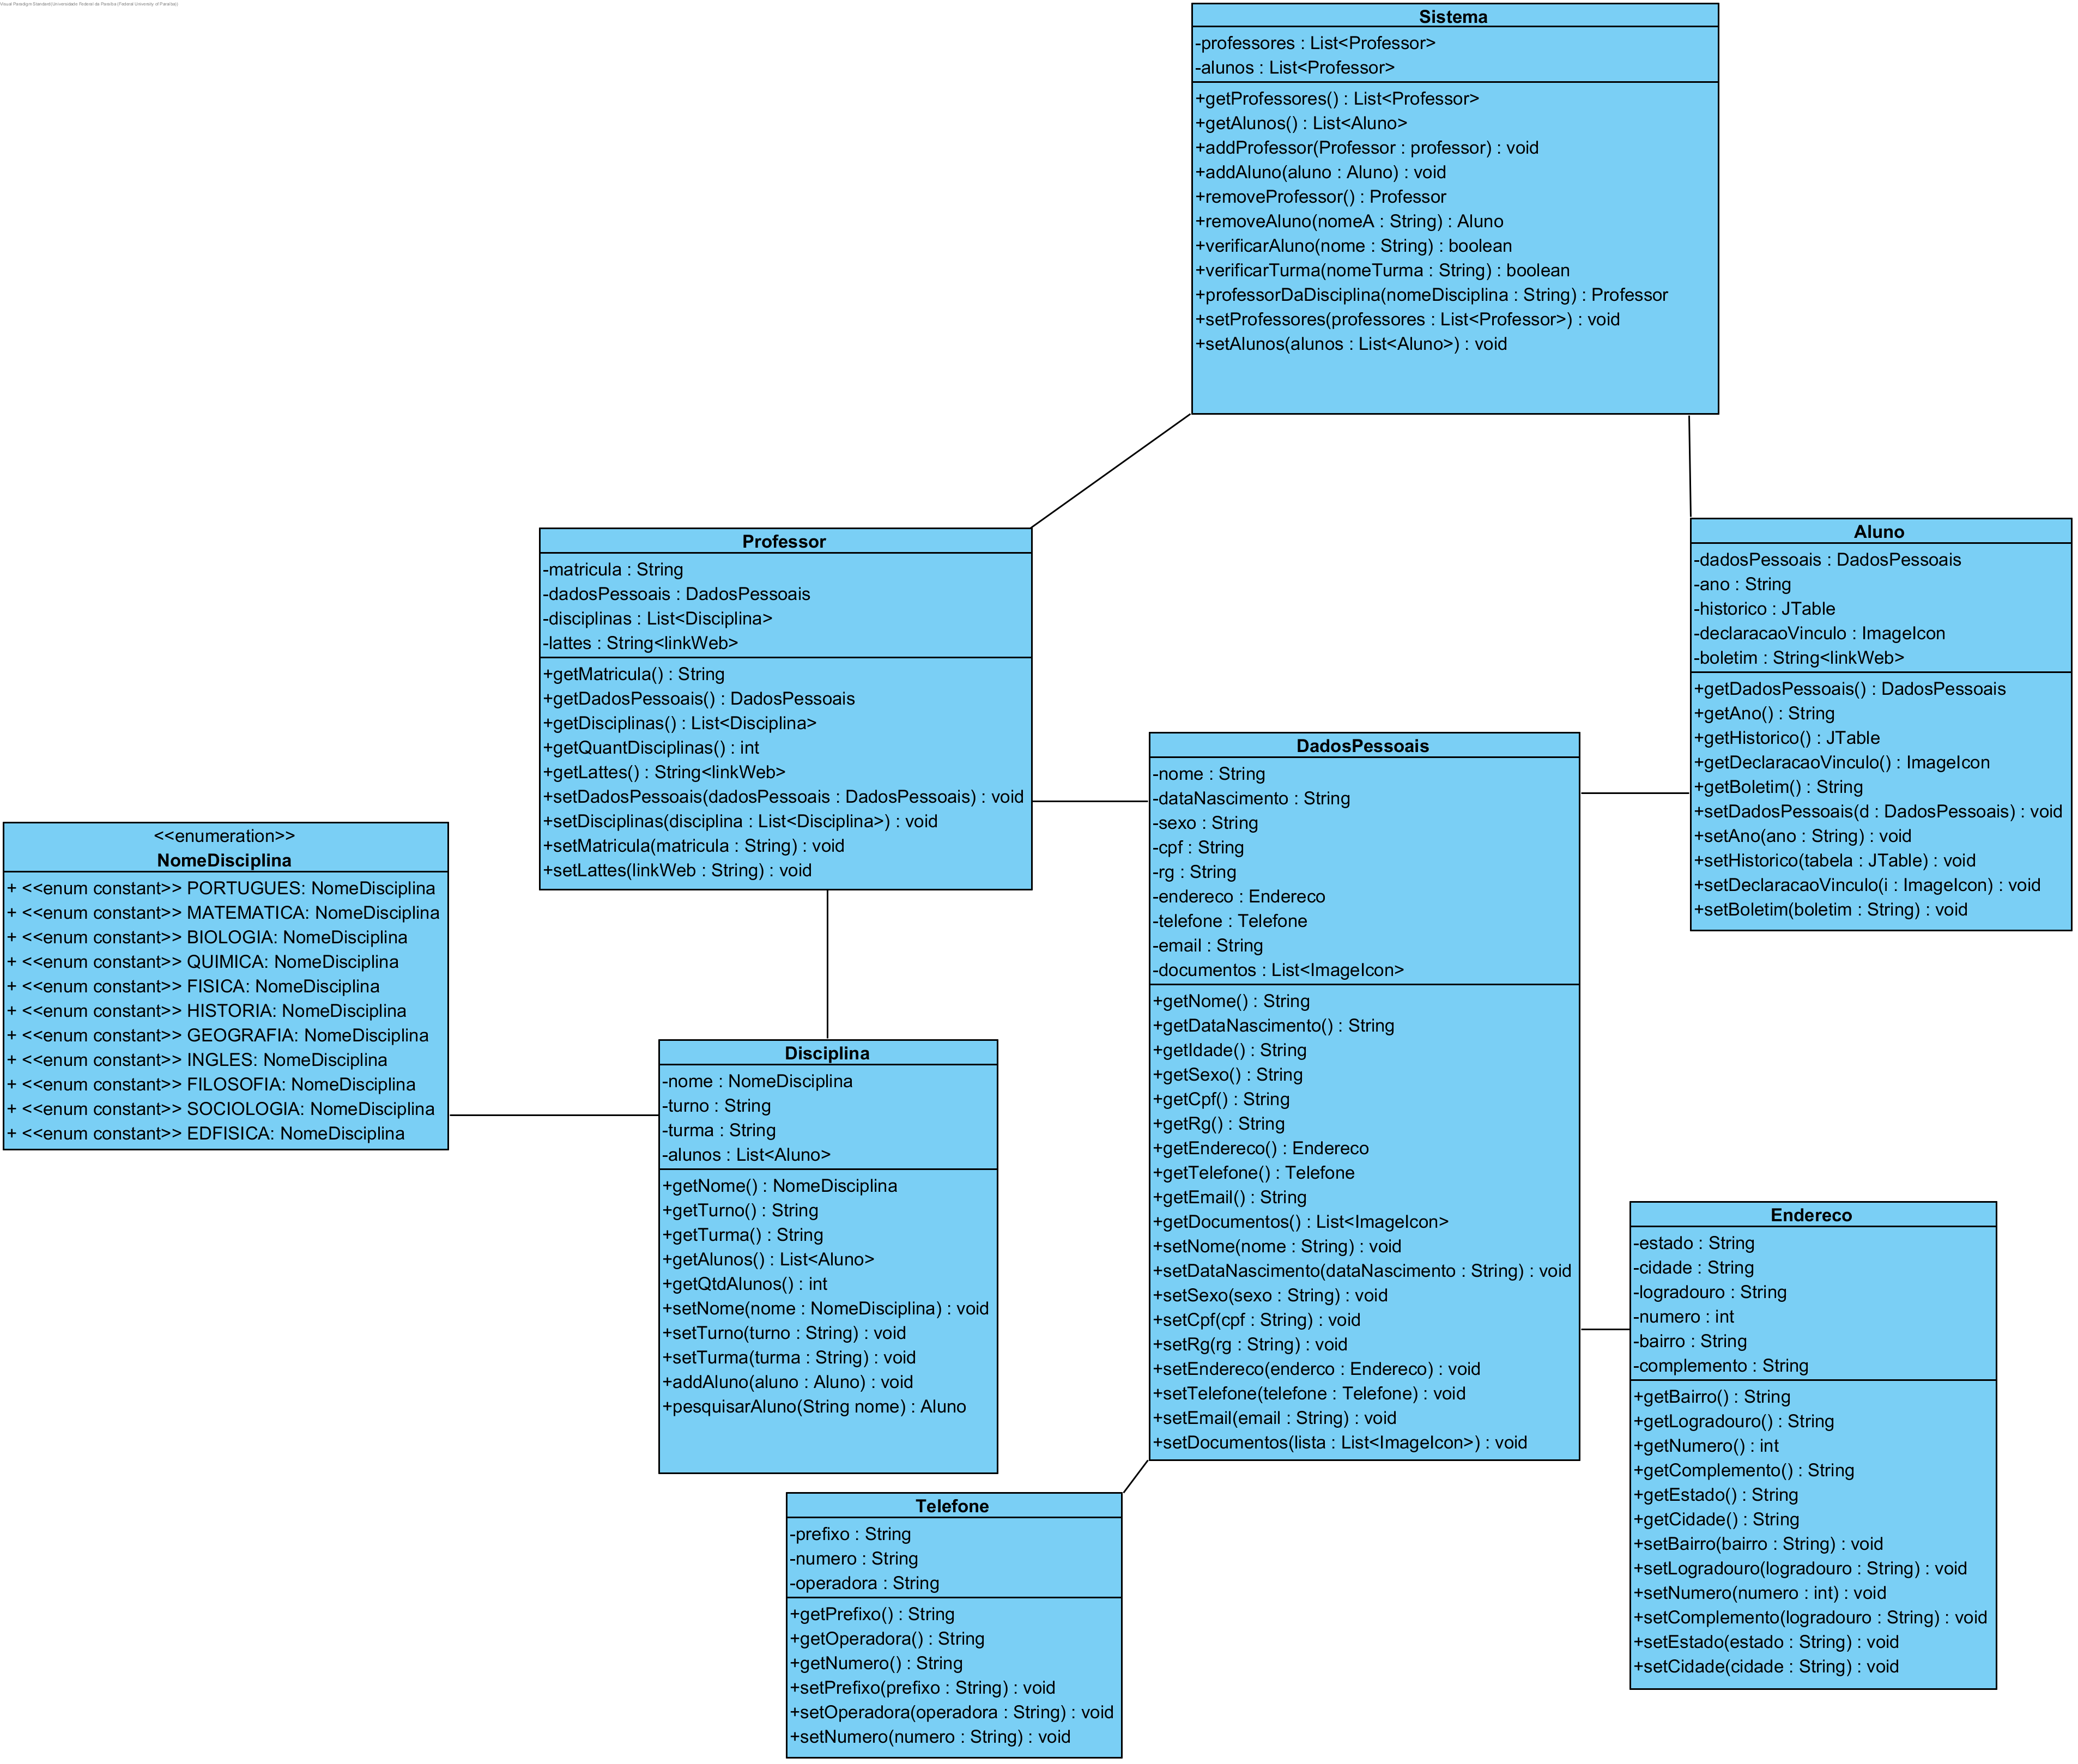 Visual Paradigm Standard(Universidade Federal da Paraíba (Federal University of Paraíba))
Sistema
-professores : List<Professor>
-alunos : List<Professor>
+getProfessores() : List<Professor>
+getAlunos() : List<Aluno>
+addProfessor(Professor : professor) : void
+addAluno(aluno : Aluno) : void
+removeProfessor() : Professor
+removeAluno(nomeA : String) : Aluno
+verificarAluno(nome : String) : boolean
+verificarTurma(nomeTurma : String) : boolean
+professorDaDisciplina(nomeDisciplina : String) : Professor
+setProfessores(professores : List<Professor>) : void
+setAlunos(alunos : List<Aluno>) : void
Professor
-matricula : String
-dadosPessoais : DadosPessoais
-disciplinas : List<Disciplina>
-lattes : String<linkWeb>
+getMatricula() : String
+getDadosPessoais() : DadosPessoais
+getDisciplinas() : List<Disciplina>
+getQuantDisciplinas() : int
+getLattes() : String<linkWeb>
+setDadosPessoais(dadosPessoais : DadosPessoais) : void
+setDisciplinas(disciplina : List<Disciplina>) : void
+setMatricula(matricula : String) : void
+setLattes(linkWeb : String) : void
Aluno
-dadosPessoais : DadosPessoais
-ano : String
-historico : JTable
-declaracaoVinculo : ImageIcon
-boletim : String<linkWeb>
+getDadosPessoais() : DadosPessoais
+getAno() : String
+getHistorico() : JTable
+getDeclaracaoVinculo() : ImageIcon
+getBoletim() : String
+setDadosPessoais(d : DadosPessoais) : void
+setAno(ano : String) : void
+setHistorico(tabela : JTable) : void
+setDeclaracaoVinculo(i : ImageIcon) : void
+setBoletim(boletim : String) : void
DadosPessoais
-nome : String
-dataNascimento : String
-sexo : String
-cpf : String
-rg : String
-endereco : Endereco
-telefone : Telefone
-email : String
-documentos : List<ImageIcon>
+getNome() : String
+getDataNascimento() : String
+getIdade() : String
+getSexo() : String
+getCpf() : String
+getRg() : String
+getEndereco() : Endereco
+getTelefone() : Telefone
+getEmail() : String
+getDocumentos() : List<ImageIcon>
+setNome(nome : String) : void
+setDataNascimento(dataNascimento : String) : void
+setSexo(sexo : String) : void
+setCpf(cpf : String) : void
+setRg(rg : String) : void
+setEndereco(enderco : Endereco) : void
+setTelefone(telefone : Telefone) : void
+setEmail(email : String) : void
+setDocumentos(lista : List<ImageIcon>) : void
<<enumeration>>
NomeDisciplina
+ <<enum constant>> PORTUGUES: NomeDisciplina
+ <<enum constant>> MATEMATICA: NomeDisciplina
+ <<enum constant>> BIOLOGIA: NomeDisciplina
+ <<enum constant>> QUIMICA: NomeDisciplina
+ <<enum constant>> FISICA: NomeDisciplina
+ <<enum constant>> HISTORIA: NomeDisciplina
+ <<enum constant>> GEOGRAFIA: NomeDisciplina
+ <<enum constant>> INGLES: NomeDisciplina
+ <<enum constant>> FILOSOFIA: NomeDisciplina
+ <<enum constant>> SOCIOLOGIA: NomeDisciplina
+ <<enum constant>> EDFISICA: NomeDisciplina
Disciplina
-nome : NomeDisciplina
-turno : String
-turma : String
-alunos : List<Aluno>
+getNome() : NomeDisciplina
+getTurno() : String
+getTurma() : String
+getAlunos() : List<Aluno>
+getQtdAlunos() : int
+setNome(nome : NomeDisciplina) : void
+setTurno(turno : String) : void
+setTurma(turma : String) : void
+addAluno(aluno : Aluno) : void
+pesquisarAluno(String nome) : Aluno
Endereco
-estado : String
-cidade : String
-logradouro : String
-numero : int
-bairro : String
-complemento : String
+getBairro() : String
+getLogradouro() : String
+getNumero() : int
+getComplemento() : String
+getEstado() : String
+getCidade() : String
+setBairro(bairro : String) : void
+setLogradouro(logradouro : String) : void
+setNumero(numero : int) : void
+setComplemento(logradouro : String) : void
+setEstado(estado : String) : void
+setCidade(cidade : String) : void
Telefone
-prefixo : String
-numero : String
-operadora : String
+getPrefixo() : String
+getOperadora() : String
+getNumero() : String
+setPrefixo(prefixo : String) : void
+setOperadora(operadora : String) : void
+setNumero(numero : String) : void